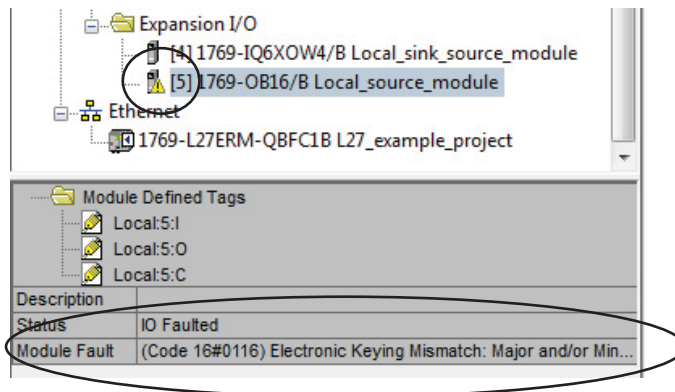 Expansion I/O
[4] 1769-IQ6XOW4/B Local_sink_source_module
[5] 1769-OB16/B Local_source_module
Ethernet
1769-L27ERM-QBFC1B L27_example_project
Module Defined Tags
Local:5:I
Local:5:O
Local:5:C
Description
Status IO Faulted
Module Fault (Code 16#0116) Electronic Keying Mismatch: Major and/or Min...